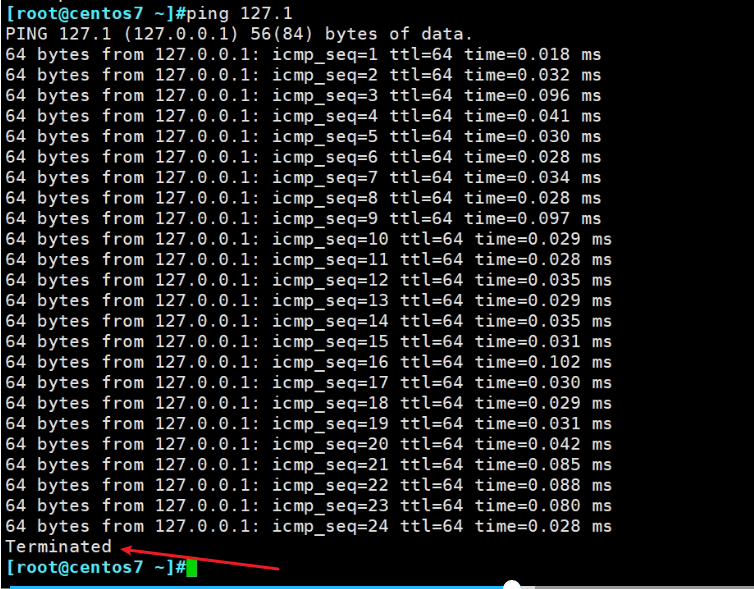 [root@centos7 ~]#ping 127.1
PING 127.1 (127.0.0.1) 56(84) bytes of data.
64 bytes from 127.0.0.1: icmp_seq=1 ttl=64 time=0.018 ms
64 bytes from 127.0.0.1: icmp_seq=2 ttl=64 time=0.032 ms
64 bytes from 127.0.0.1: icmp_seq=3 ttl=64 time=0.096 ms
64 bytes from 127.0.0.1: icmp_seq=4 ttl=64 time=0.041 ms
64 bytes from 127.0.0.1: icmp_seq=5 ttl=64 time=0.030 ms
64 bytes from 127.0.0.1: icmp_seq=6 ttl=64 time=0.028 ms
64 bytes from 127.0.0.1: icmp_seq=7 ttl=64 time=0.034 ms
64 bytes from 127.0.0.1: icmp_seq=8 ttl=64 time=0.028 ms
64 bytes from 127.0.0.1: icmp_seq=9 ttl=64 time=0.097 ms
64 bytes from 127.0.0.1: icmp_seq=10 ttl=64 time=0.029 ms
64 bytes from 127.0.0.1: icmp_seq=11 ttl=64 time=0.028 ms
64 bytes from 127.0.0.1: icmp_seq=12 ttl=64 time=0.035 ms
64 bytes from 127.0.0.1: icmp_seq=13 ttl=64 time=0.029 ms
64 bytes from 127.0.0.1: icmp_seq=14 ttl=64 time=0.035 ms
64 bytes from 127.0.0.1: icmp_seq=15 ttl=64 time=0.031 ms
64 bytes from 127.0.0.1: icmp_seq=16 ttl=64 time=0.102 ms
64 bytes from 127.0.0.1: icmp_seq=17 ttl=64 time=0.030 ms
64 bytes from 127.0.0.1: icmp_seq=18 ttl=64 time=0.029 ms
64 bytes from 127.0.0.1: icmp_seq=19 ttl=64 time=0.031 ms
64 bytes from 127.0.0.1: icmp_seq=20 ttl=64 time=0.042 ms
64 bytes from 127.0.0.1: icmp_seq=21 ttl=64 time=0.085 ms
64 bytes from 127.0.0.1: icmp_seq=22 ttl=64 time=0.088 ms
64 bytes from 127.0.0.1: icmp_seq=23 ttl=64 time=0.080 ms
64 bytes from 127.0.0.1: icmp_seq=24 ttl=64 time=0.028 ms
Terminated
[root@centos7 ~]#